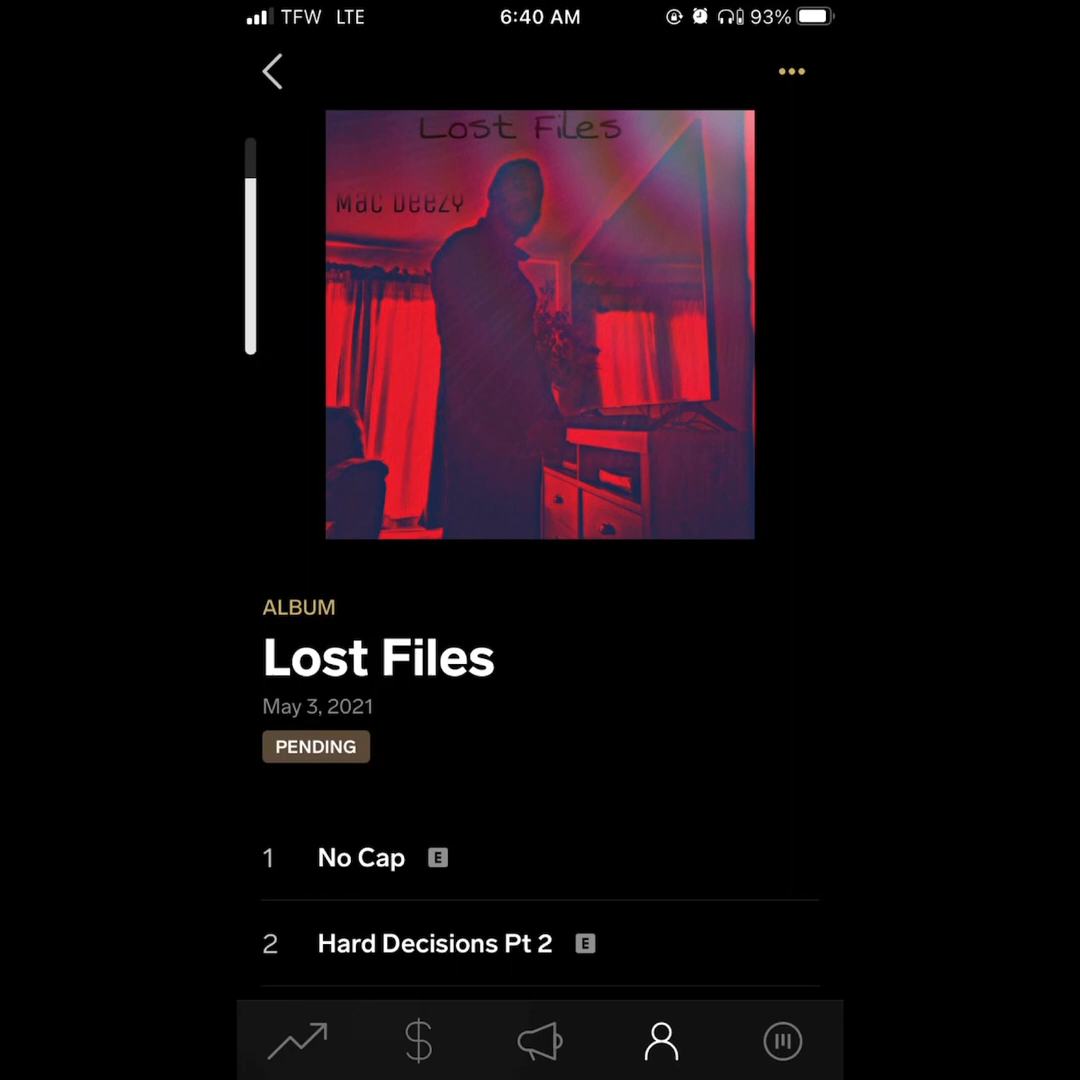 TFW LTE 6:40 AM 93%
Lost Files
Mac Deezy
ALBUM
Lost Files
May 3, 2021
PENDING
1 No Cap E
2 Hard Decisions Pt 2 E